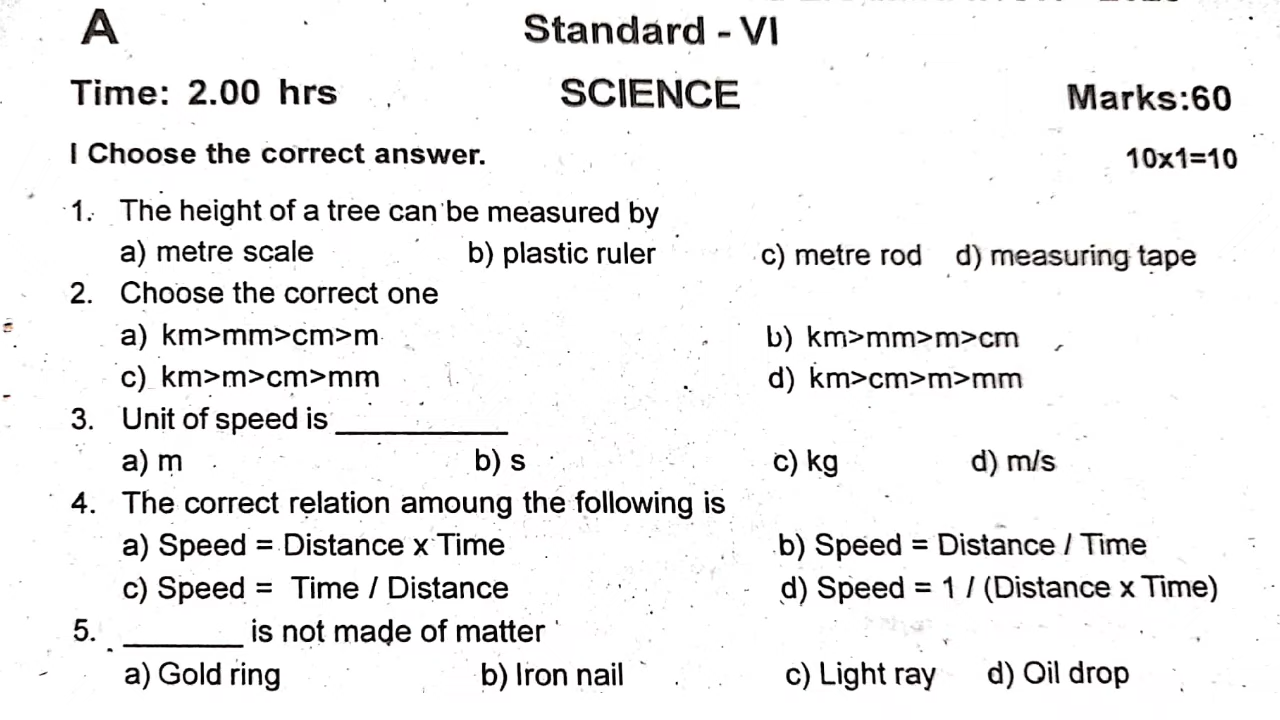 A
Standard - VI
Time: 2.00 hrs SCIENCE Marks:60
I Choose the correct answer. 10x1=10
1. The height of a tree can be measured by
a) metre scale b) plastic ruler c) metre rod d) measuring tape
2. Choose the correct one
a) km>mm>cm>m b) km>mm>m>cm
c) km>m>cm>mm d) km>cm>m>mm
3. Unit of speed is __________
a) m b) s c) kg d) m/s
4. The correct relation amoung the following is
a) Speed = Distance x Time b) Speed = Distance / Time
c) Speed = Time / Distance d) Speed = 1 / (Distance x Time)
5. _______ is not made of matter
a) Gold ring b) Iron nail c) Light ray d) Oil drop